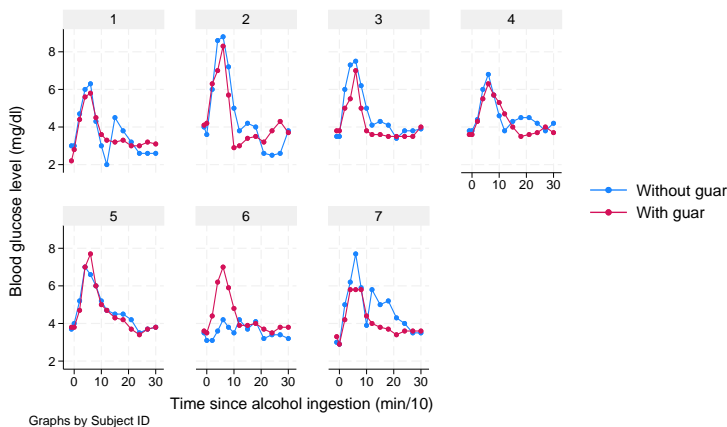 1 2 3 4
8
6
4
2
0 10 20 30
5 6 7
8
6
4
2
0 10 20 30 0 10 20 30 0 10 20 30
Blood glucose level (mg/dl)
Time since alcohol ingestion (min/10)
Without guar
With guar
Graphs by Subject ID